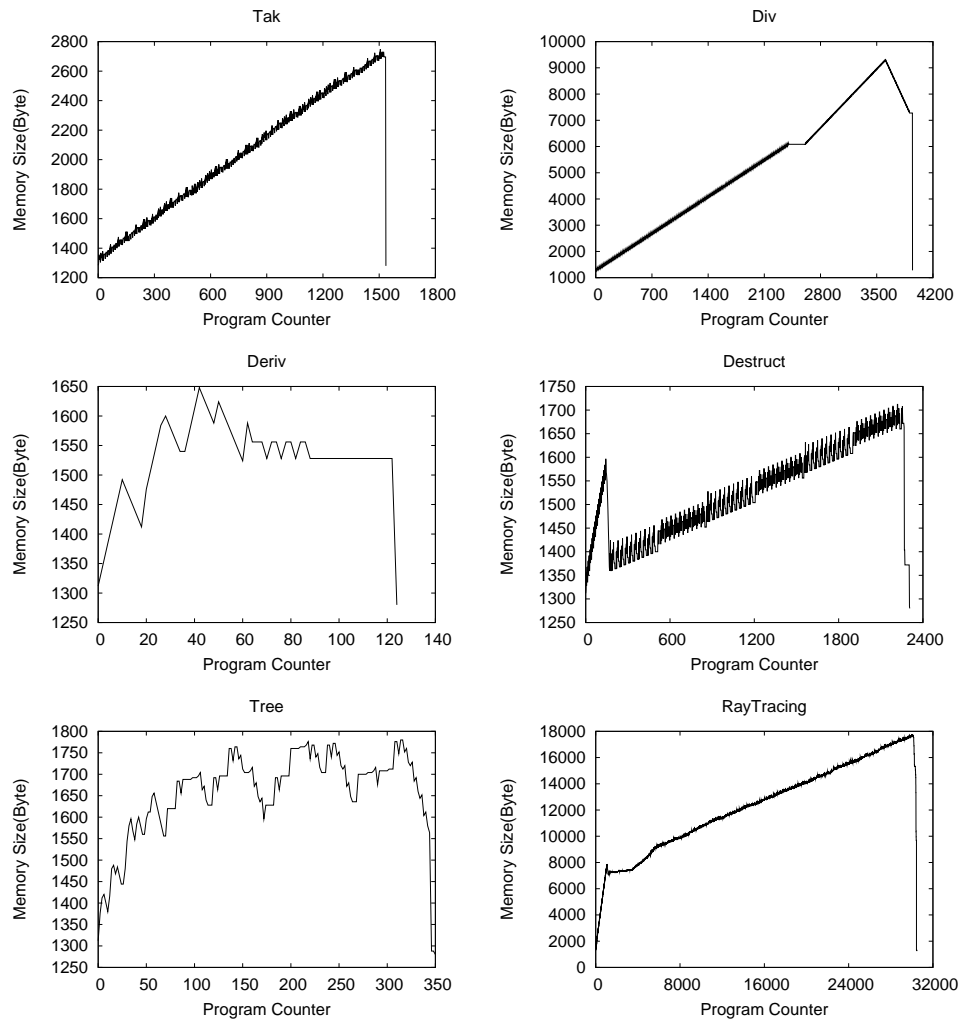 Tak
2800
2600
2400
2200
2000
1800
1600
1400
1200
Memory Size(Byte)
0 300 600 900 1200 1500 1800
Program Counter
Div
10000
9000
8000
7000
6000
5000
4000
3000
2000
1000
Memory Size(Byte)
0 700 1400 2100 2800 3500 4200
Program Counter
Deriv
1650
1600
1550
1500
1450
1400
1350
1300
1250
Memory Size(Byte)
0 20 40 60 80 100 120 140
Program Counter
Destruct
1750
1700
1650
1600
1550
1500
1450
1400
1350
1300
1250
Memory Size(Byte)
0 600 1200 1800 2400
Program Counter
Tree
1800
1750
1700
1650
1600
1550
1500
1450
1400
1350
1300
1250
Memory Size(Byte)
0 50 100 150 200 250 300 350
Program Counter
RayTracing
18000
16000
14000
12000
10000
8000
6000
4000
2000
0
Memory Size(Byte)
0 8000 16000 24000 32000
Program Counter